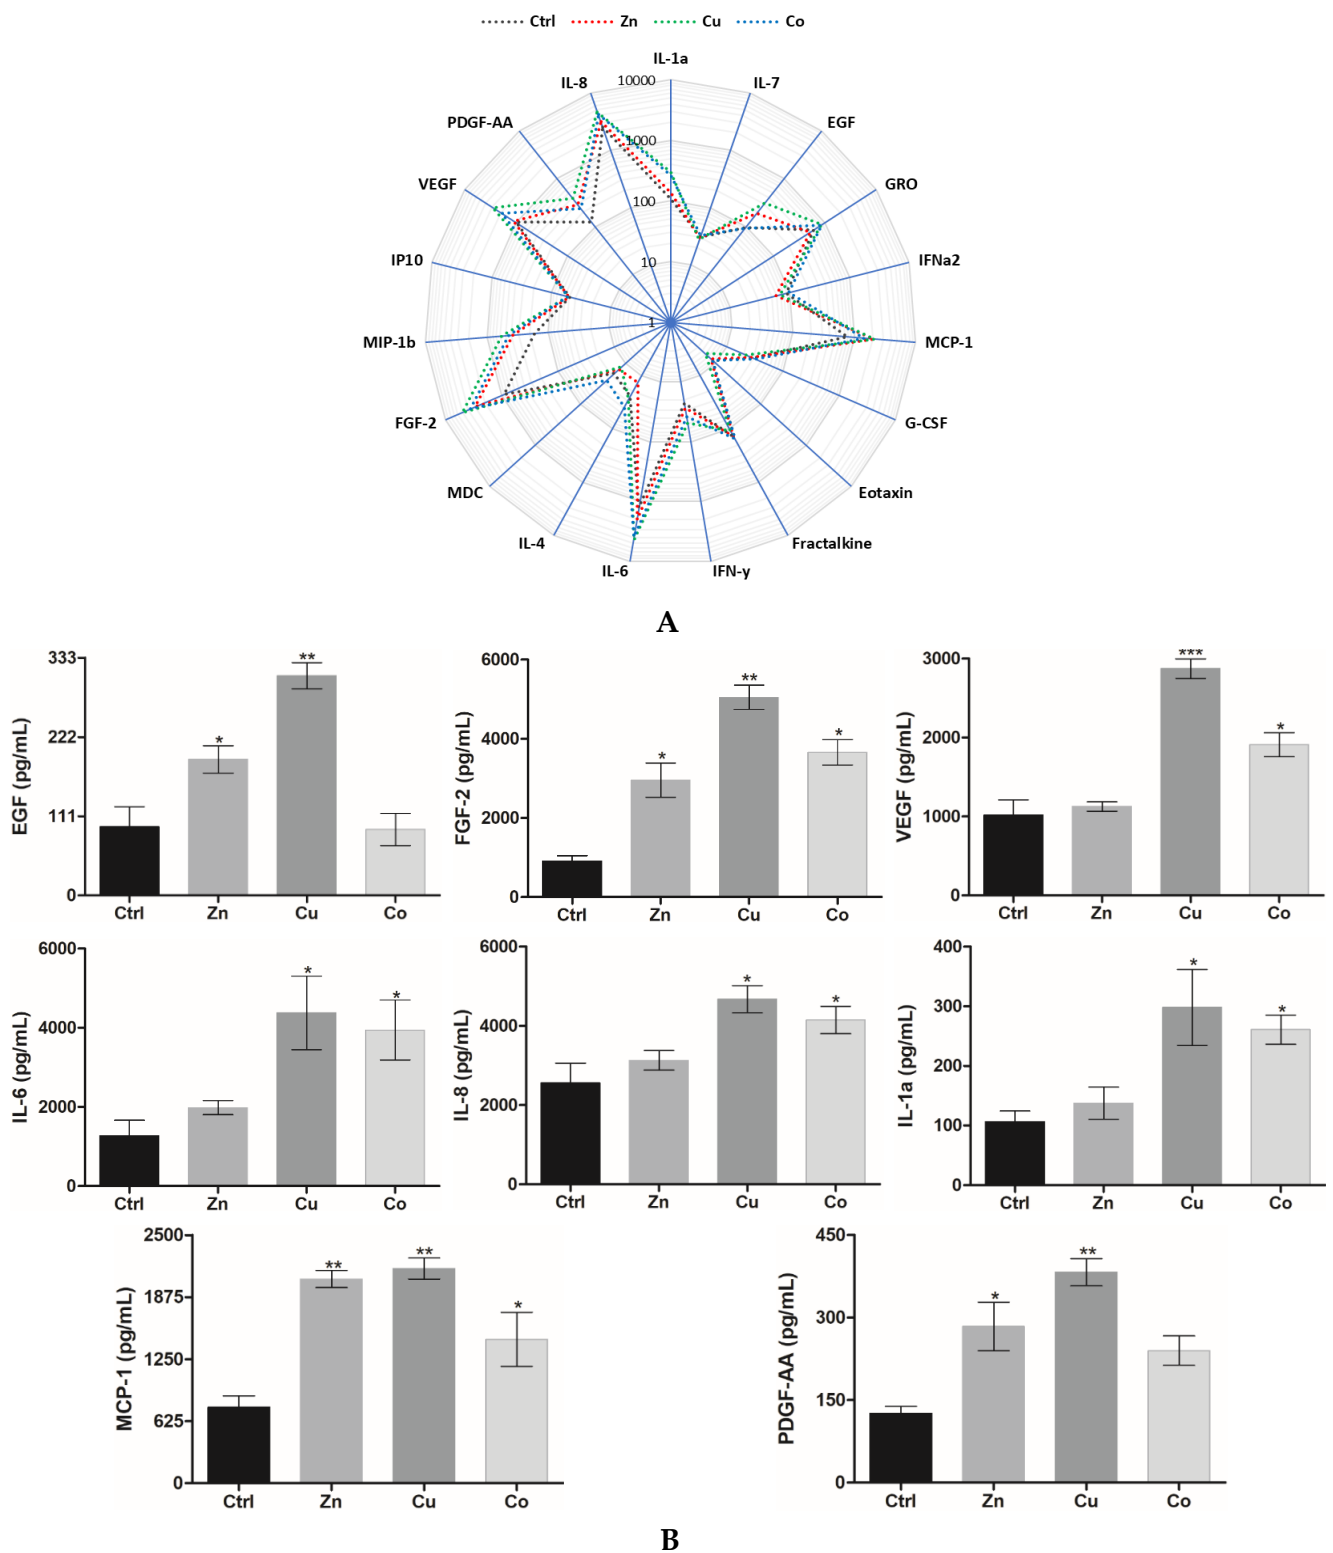 Ctrl Zn Cu Co
IL-1a
IL-8 10000 IL-7
PDGF-AA 1000 EGF
VEGF 100 GRO
IP10 10 IFNa2
MIP-1b 1 MCP-1
FGF-2 G-CSF
MDC Eotaxin
IL-4 Fractalkine
IL-6 IFN-y
A
EGF (pg/mL)
333
222
111
0
**
*
Ctrl Zn Cu Co
FGF-2 (pg/mL)
6000
4000
2000
0
**
*
*
Ctrl Zn Cu Co
VEGF (pg/mL)
3000
2000
1000
0
***
*
Ctrl Zn Cu Co
IL-6 (pg/mL)
6000
4000
2000
0
*
*
Ctrl Zn Cu Co
IL-8 (pg/mL)
6000
4000
2000
0
*
*
Ctrl Zn Cu Co
IL-1a (pg/mL)
400
300
200
100
0
*
*
Ctrl Zn Cu Co
MCP-1 (pg/mL)
2500
1875
1250
625
0
**
**
*
Ctrl Zn Cu Co
PDGF-AA (pg/mL)
450
300
150
0
**
*
Ctrl Zn Cu Co
B